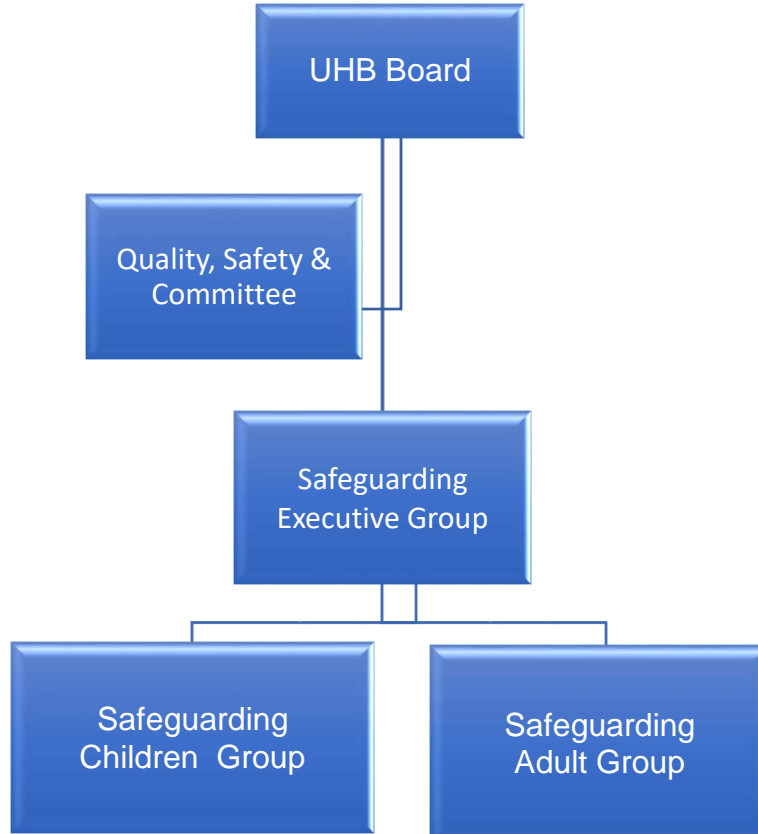 UHB Board
Quality, Safety &
Committee
Safeguarding
Executive Group
Safeguarding
Children  Group
Safeguarding
Adult Group